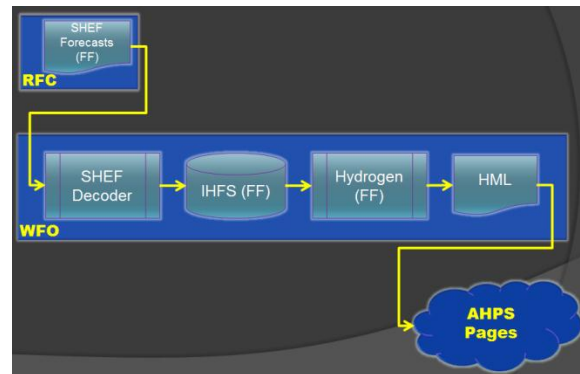 SHEF
Forecasts
(FF)
RFC
SHEF
Decoder
IHFS (FF)
Hydrogen
(FF)
HML
WFO
AHPS
Pages